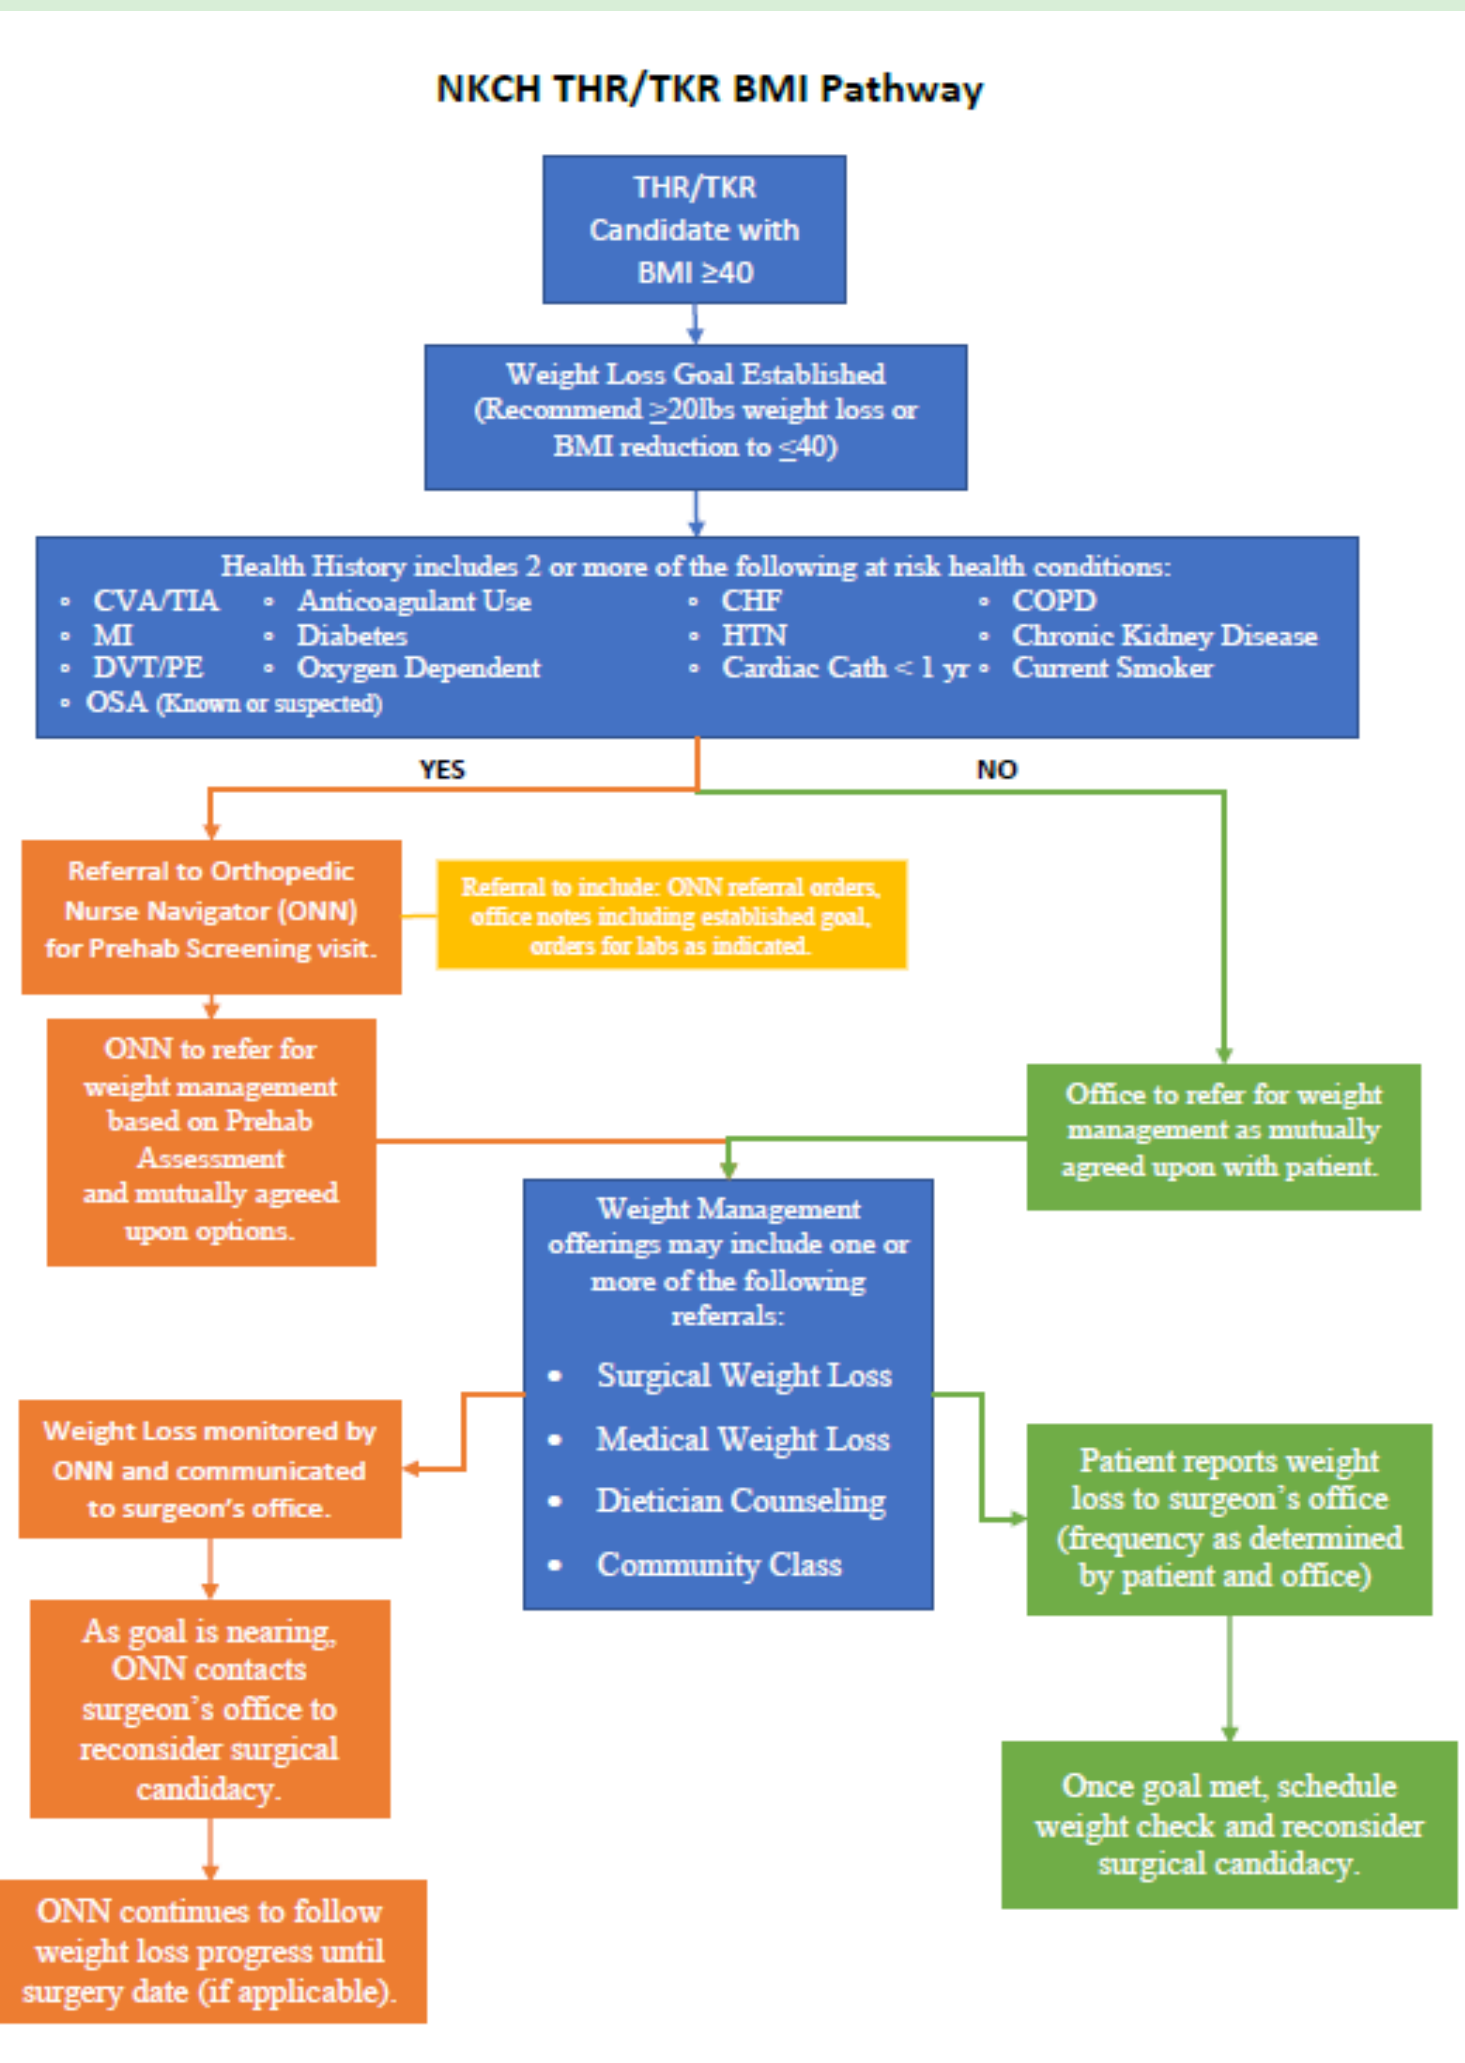 NKCH THR/TKR BMI Pathway
THR/TKR
Candidate with
BMI ≥40
Weight Loss Goal Established
(Recommend ≥20lbs weight loss or
BMI reduction to ≤40)
Health History includes 2 or more of the following at risk health conditions:
∘ CVA/TIA ∘ Anticoagulant Use ∘ CHF ∘ COPD
∘ MI ∘ Diabetes ∘ HTN ∘ Chronic Kidney Disease
∘ DVT/PE ∘ Oxygen Dependent ∘ Cardiac Cath < 1 yr ∘ Current Smoker
∘ OSA (Known or suspected)
YES
NO
Referral to Orthopedic
Nurse Navigator (ONN)
for Prehab Screening visit.
Referral to include: ONN referral orders,
office notes including established goal,
orders for labs as indicated.
ONN to refer for
weight management
based on Prehab
Assessment
and mutually agreed
upon options.
Office to refer for weight
management as mutually
agreed upon with patient.
Weight Management
offerings may include one or
more of the following
referrals:
• Surgical Weight Loss
• Medical Weight Loss
• Dietician Counseling
• Community Class
Weight Loss monitored by
ONN and communicated
to surgeon's office.
Patient reports weight
loss to surgeon's office
(frequency as determined
by patient and office)
As goal is nearing,
ONN contacts
surgeon's office to
reconsider surgical
candidacy.
Once goal met, schedule
weight check and reconsider
surgical candidacy.
ONN continues to follow
weight loss progress until
surgery date (if applicable).